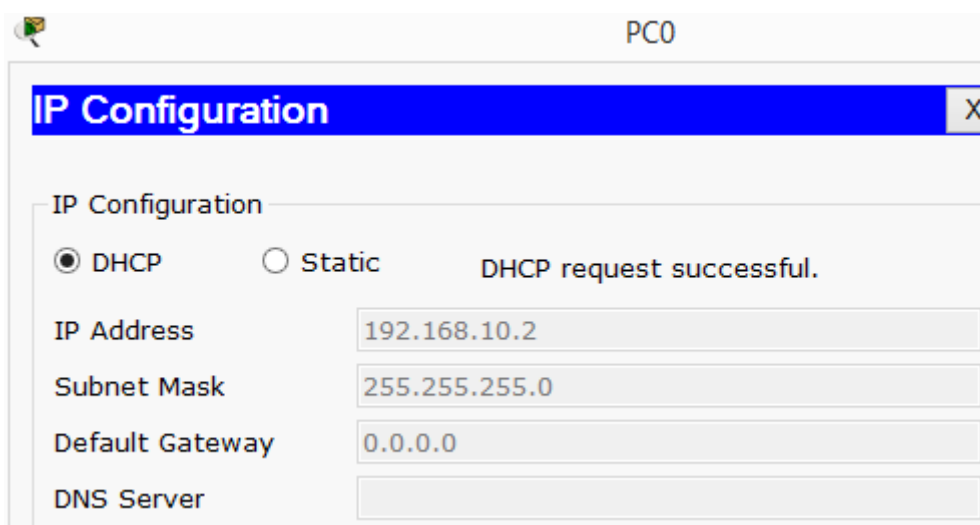 PC0
IP Configuration
X
IP Configuration
DHCP Static DHCP request successful.
IP Address 192.168.10.2
Subnet Mask 255.255.255.0
Default Gateway 0.0.0.0
DNS Server